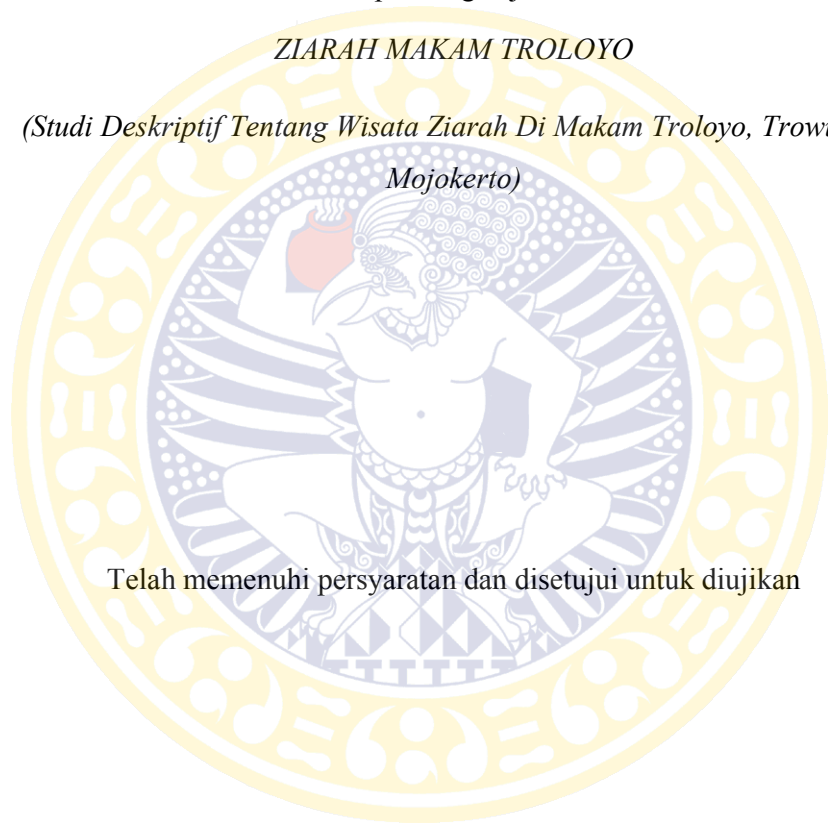 ZIARAH MAKAM TROLOYO
(Studi Deskriptif Tentang Wisata Ziarah Di Makam Troloyo,
Mojokerto)
Telah memenuhi persyaratan dan disetujui untuk diujikan